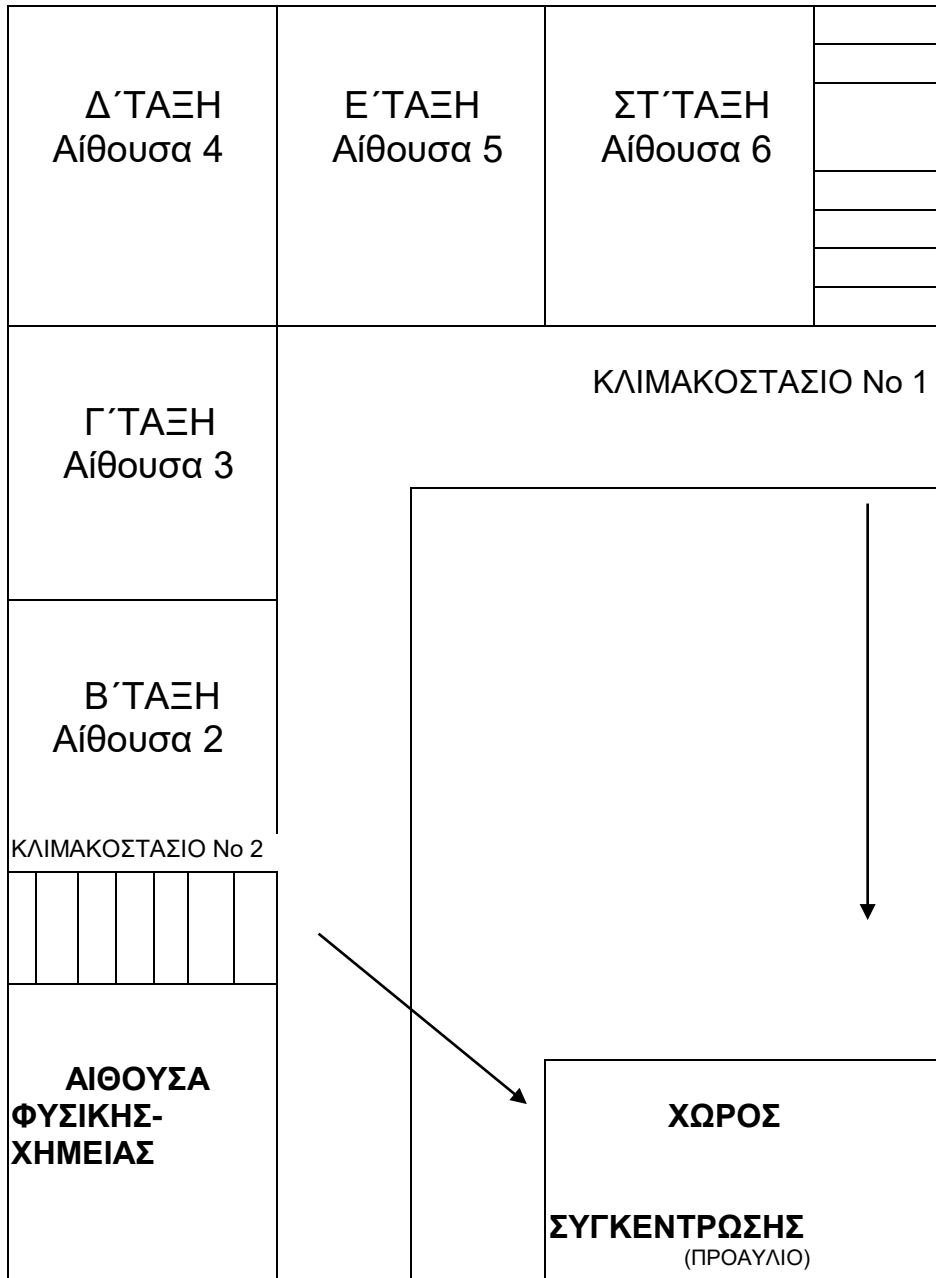 Δ΄ΤΑΞΗ
Αίθουσα 4
Ε΄ΤΑΞΗ
Αίθουσα 5
ΣΤ΄ΤΑΞΗ
Αίθουσα 6
ΚΛΙΜΑΚΟΣΤΑΣΙΟ Νο 1
Γ΄ΤΑΞΗ
Αίθουσα 3
Β΄ΤΑΞΗ
Αίθουσα 2
ΚΛΙΜΑΚΟΣΤΑΣΙΟ Νο 2
ΑΙΘΟΥΣΑ
ΦΥΣΙΚΗΣ-
ΧΗΜΕΙΑΣ
ΧΩΡΟΣ
ΣΥΓΚΕΝΤΡΩΣΗΣ
(ΠΡΟΑΥΛΙΟ)